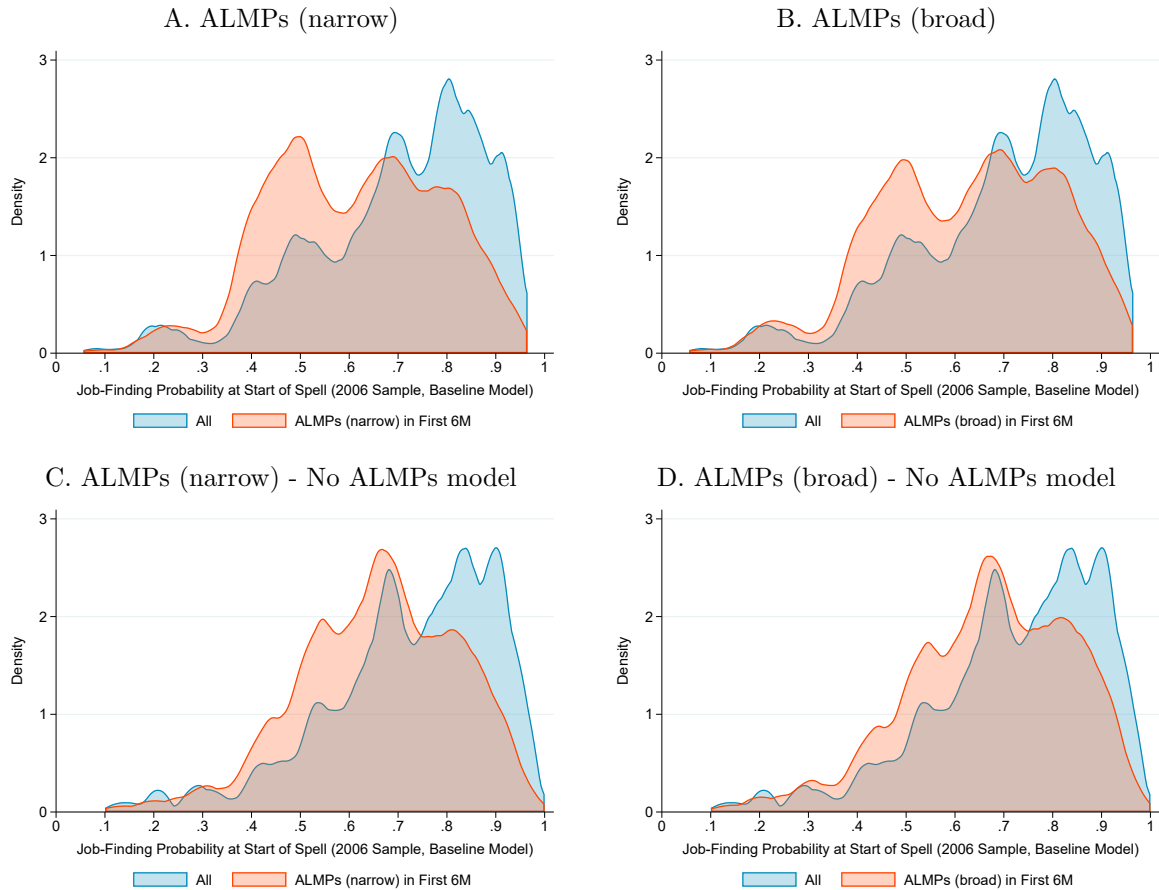 A. ALMPs (narrow)
3
2
1
0
Density
0 .1 .2 .3 .4 .5 .6 .7 .8 .9 1
Job-Finding Probability at Start of Spell (2006 Sample, Baseline Model)
All ALMPs (narrow) in First 6M
B. ALMPs (broad)
3
2
1
0
Density
0 .1 .2 .3 .4 .5 .6 .7 .8 .9 1
Job-Finding Probability at Start of Spell (2006 Sample, Baseline Model)
All ALMPs (broad) in First 6M
C. ALMPs (narrow) - No ALMPs model
3
2
1
0
Density
0 .1 .2 .3 .4 .5 .6 .7 .8 .9 1
Job-Finding Probability at Start of Spell (2006 Sample, Baseline Model)
All ALMPs (narrow) in First 6M
D. ALMPs (broad) - No ALMPs model
3
2
1
0
Density
0 .1 .2 .3 .4 .5 .6 .7 .8 .9 1
Job-Finding Probability at Start of Spell (2006 Sample, Baseline Model)
All ALMPs (broad) in First 6M